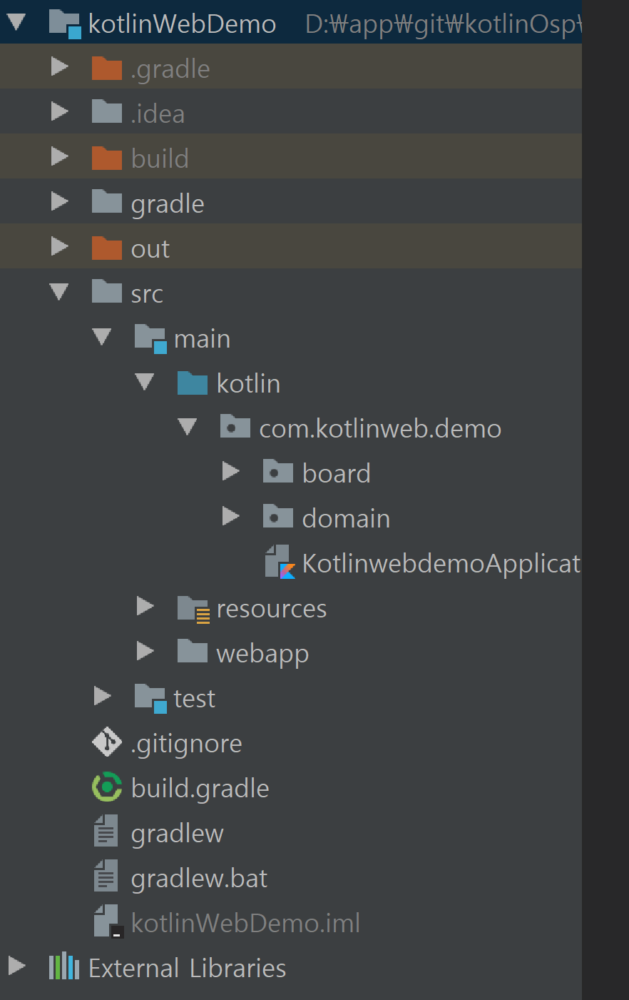 kotlinWebDemo D:₩app₩git₩kotlinOsp₩
.gradle
.idea
build
gradle
out
src
main
kotlin
com.kotlinweb.demo
board
domain
KotlinwebdemoApplicat
resources
webapp
test
.gitignore
build.gradle
gradlew
gradlew.bat
kotlinWebDemo.iml
External Libraries